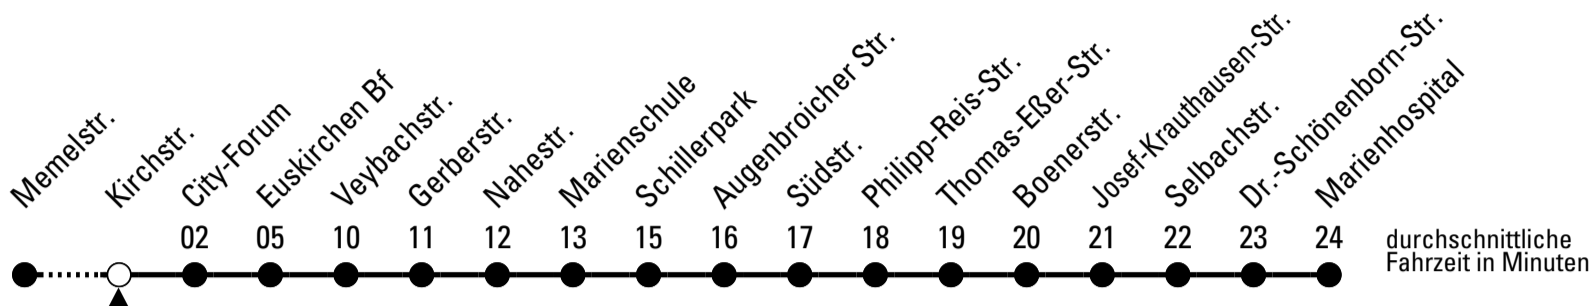 Memelstr.
Kirchstr.
City-Forum
Euskirchen Bf
Veybachstr.
Gerberstr.
Nahestr.
Marienschule
Schillerpark
Augenbroicher Str.
Südstr.
Philipp-Reis-Str.
Thomas-Eßer-Str.
Boenerstr.
Josef-Krauthausen-Str.
Selbachstr.
Dr.-Schönenborn-Str.
Marienhospital
02 05 10 11 12 13 15 16 17 18 19 20 21 22 23 24
durchschnittliche
Fahrzeit in Minuten